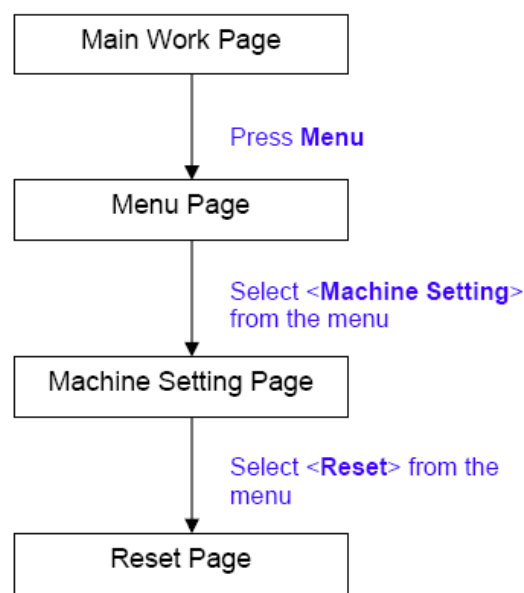 Main Work Page
Press Menu
Menu Page
Select <Machine Setting>
from the menu
Machine Setting Page
Select <Reset> from the
menu
Reset Page